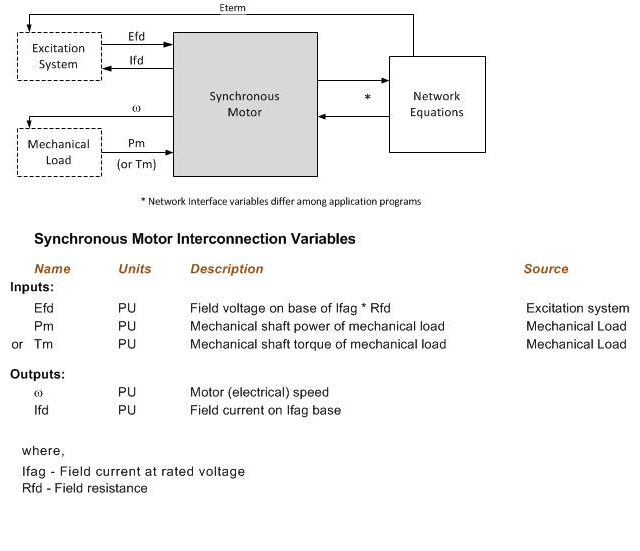 Eterm
Excitation
System
Efd
Ifd
Synchronous
Motor
*
Network
Equations
ω
Mechanical
Load
Pm
(or Tm)
* Network Interface variables differ among application programs
Synchronous Motor Interconnection Variables
Name Units Description Source
Inputs:
Efd PU Field voltage on base of Ifag * Rfd Excitation system
Pm PU Mechanical shaft power of mechanical load Mechanical Load
or Tm PU Mechanical shaft torque of mechanical load Mechanical Load
Outputs:
ω PU Motor (electrical) speed
Ifd PU Field current on Ifag base
where,
Ifag - Field current at rated voltage
Rfd - Field resistance